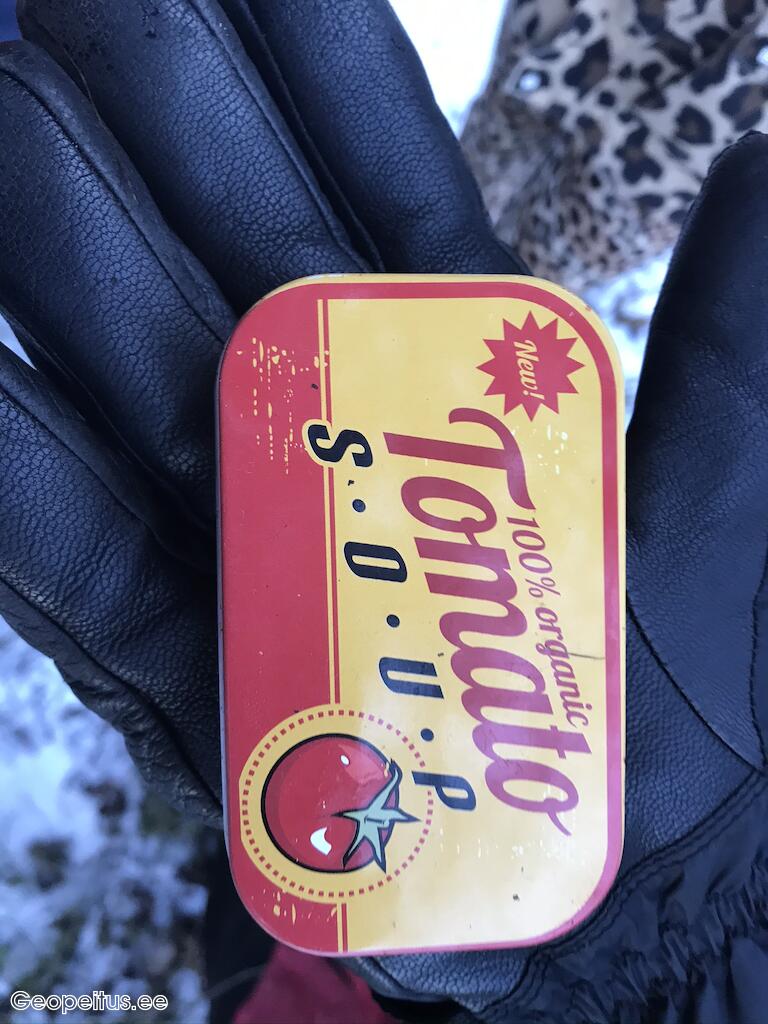 New!
100% organic
Tomato
S.O.U.P
Geopeitus.ee